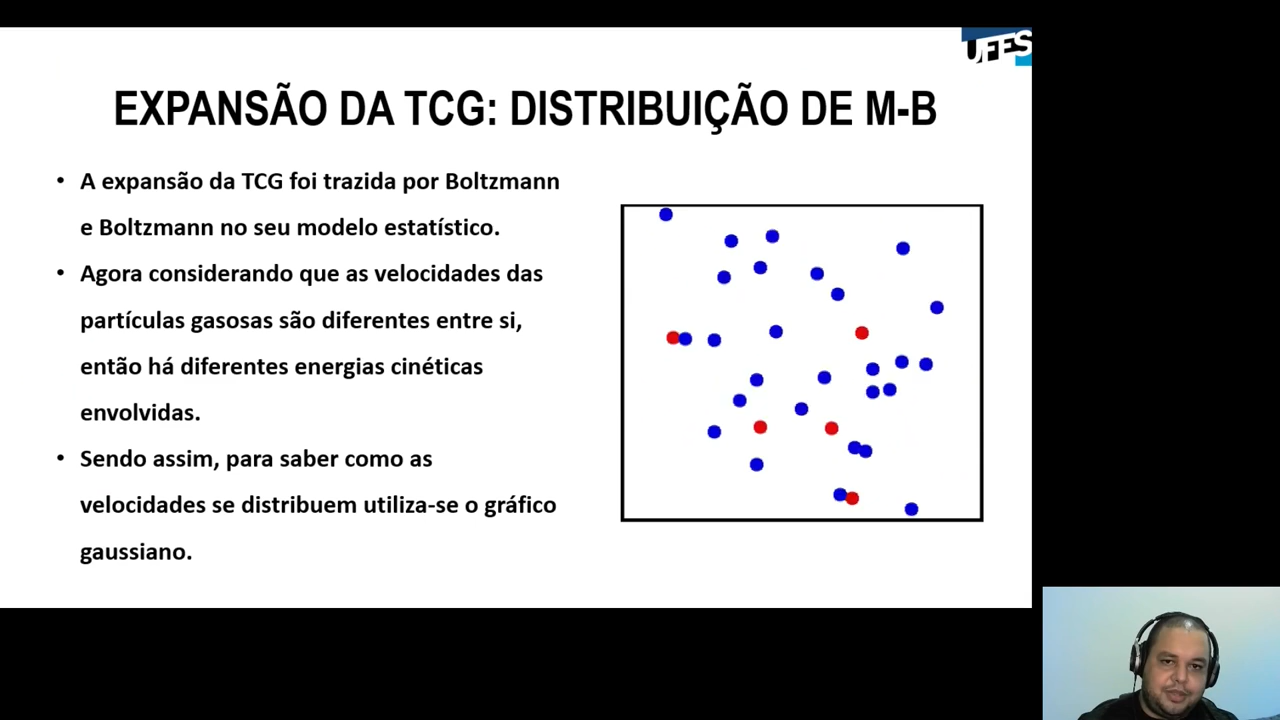 UFES
EXPANSÃO DA TCG: DISTRIBUIÇÃO DE M-B
• A expansão da TCG foi trazida por Boltzmann
e Boltzmann no seu modelo estatístico.
• Agora considerando que as velocidades das
partículas gasosas são diferentes entre si,
então há diferentes energias cinéticas
envolvidas.
• Sendo assim, para saber como as
velocidades se distribuem utiliza-se o gráfico
gaussiano.